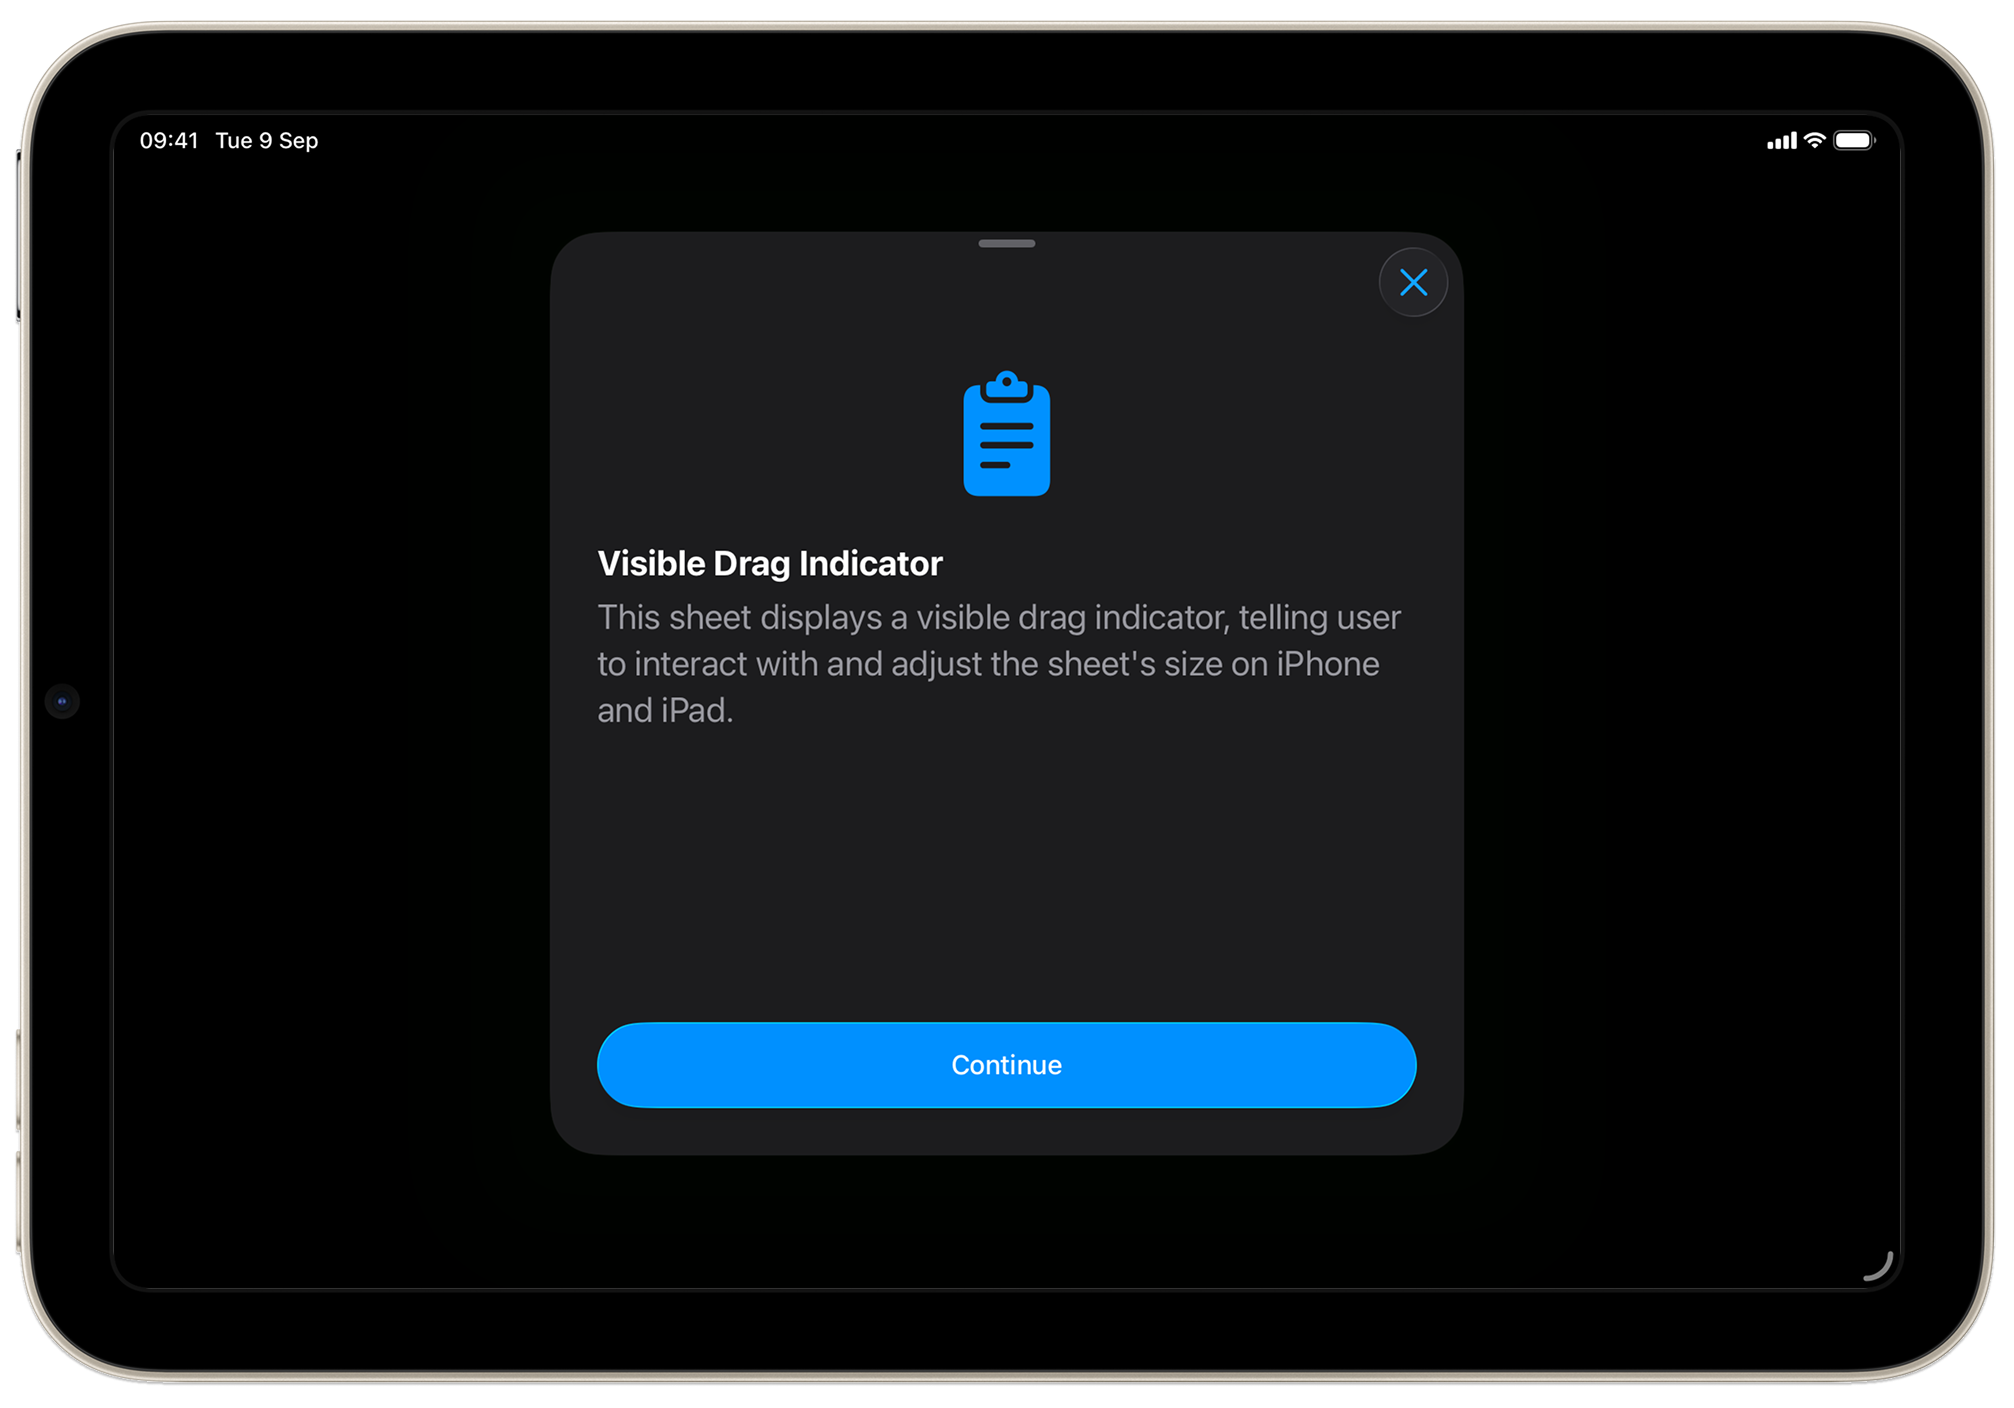 09:41 Tue 9 Sep
Visible Drag Indicator
This sheet displays a visible drag indicator, telling user
to interact with and adjust the sheet's size on iPhone
and iPad.
Continue